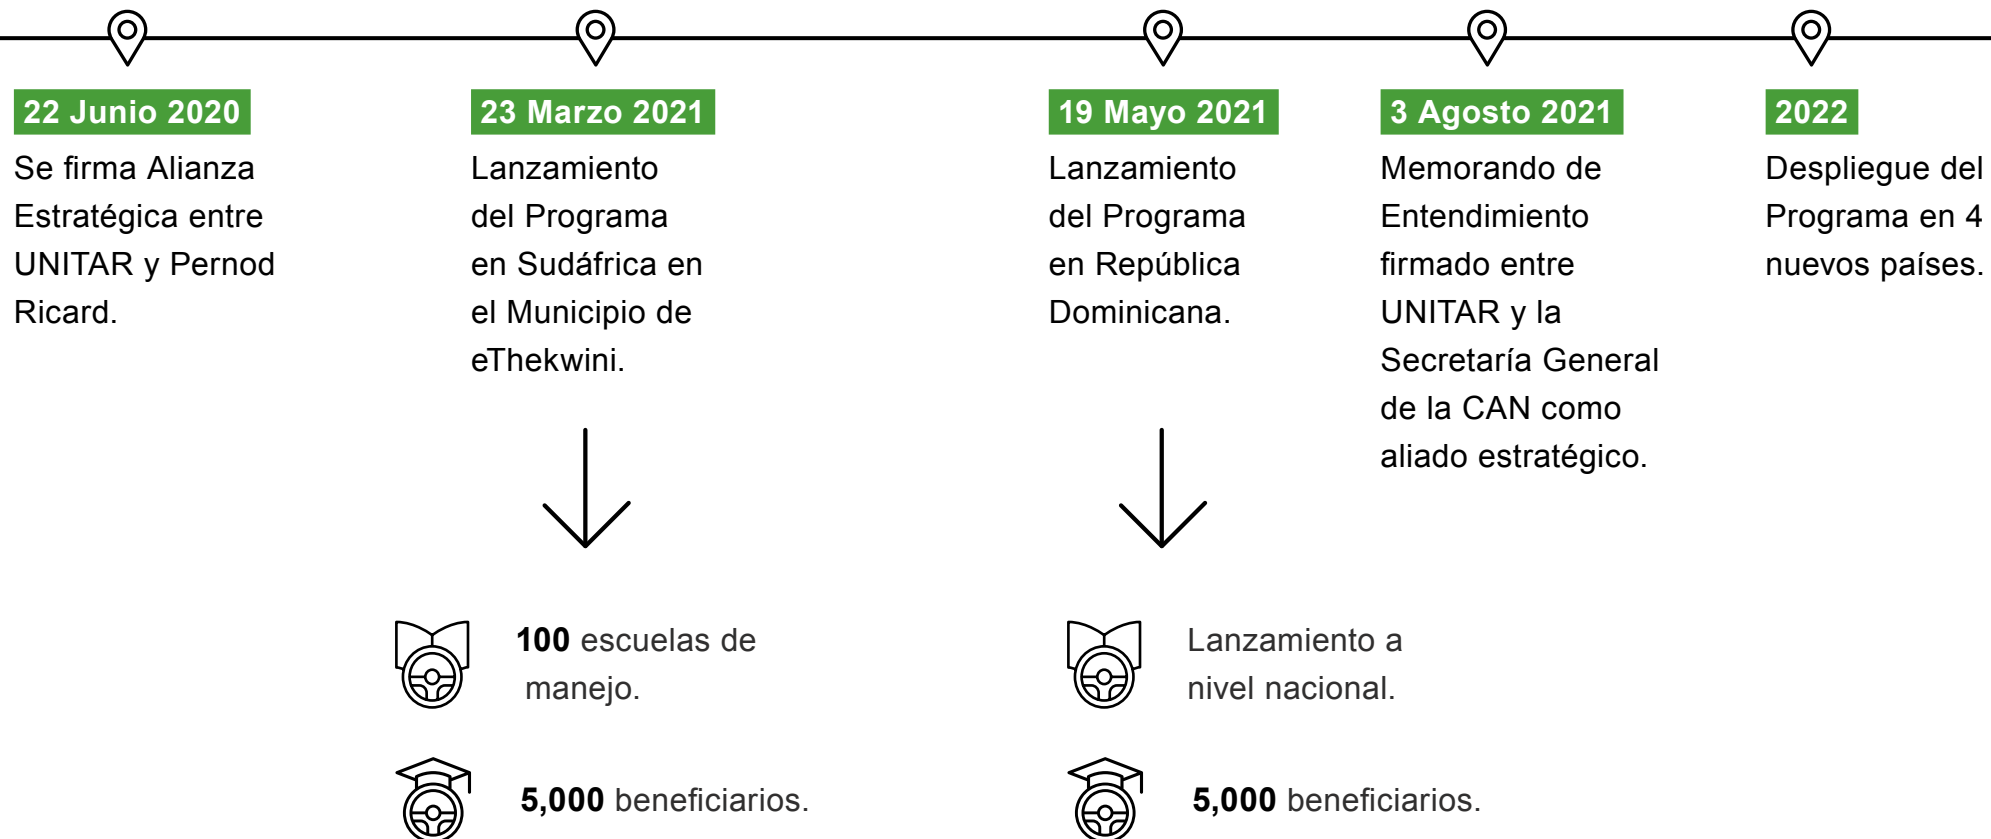 22 Junio 2020
Se firma Alianza
Estratégica entre
UNITAR y Pernod
Ricard.
23 Marzo 2021
Lanzamiento
del Programa
en Sudáfrica en
el Municipio de
eThekwini.
100 escuelas de
manejo.
5,000 beneficiarios.
19 Mayo 2021
Lanzamiento
del Programa
en República
Dominicana.
Lanzamiento a
nivel nacional.
5,000 beneficiarios.
3 Agosto 2021
Memorando de
Entendimiento
firmado entre
UNITAR y la
Secretaría General
de la CAN como
aliado estratégico.
2022
Despliegue del
Programa en 4
nuevos países.